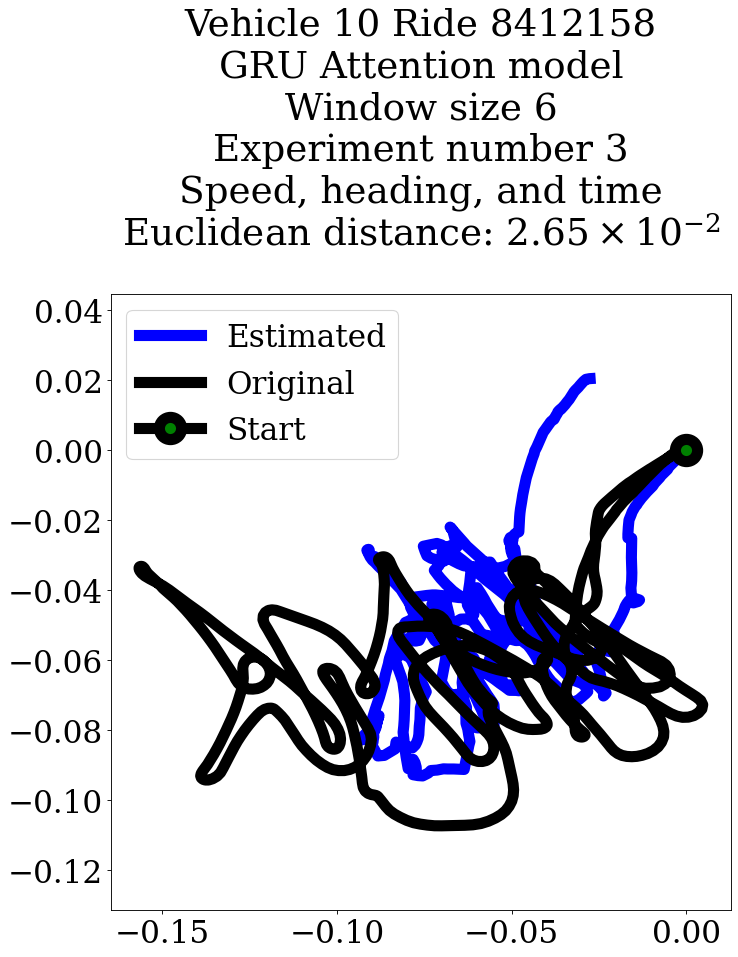 Vehicle 10 Ride 8412158
GRU Attention model
Window size 6
Experiment number 3
Speed, heading, and time
Euclidean distance: 2.65 × 10⁻²
0.04
0.02
0.00
−0.02
−0.04
−0.06
−0.08
−0.10
−0.12
Estimated
Original
Start
−0.15 −0.10 −0.05 0.00